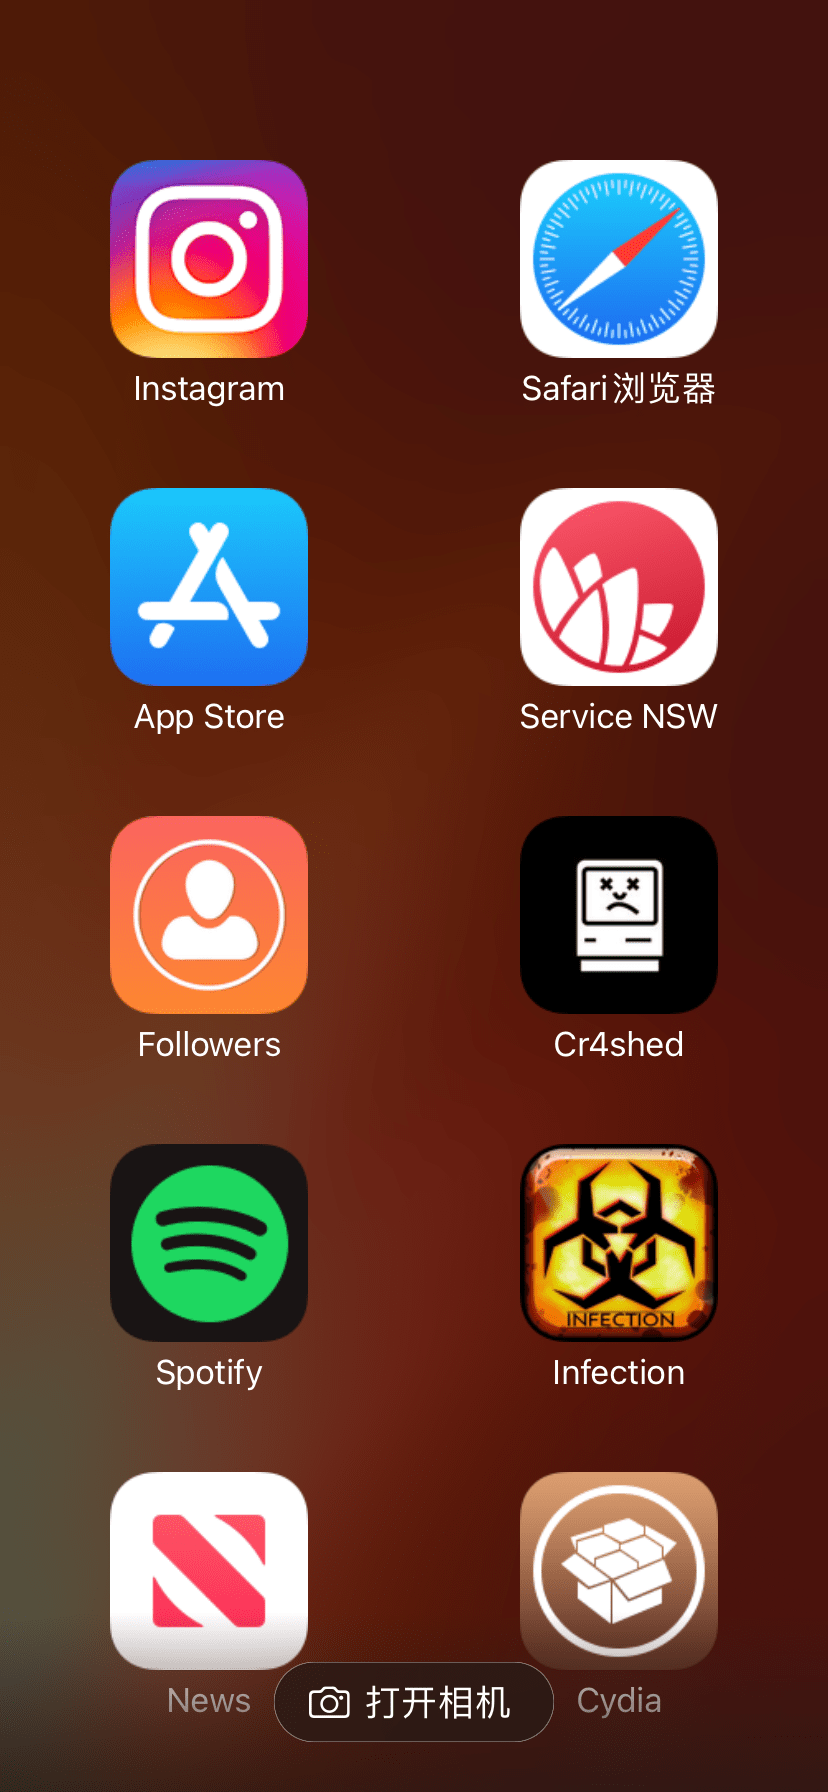 Instagram
Safari浏览器
App Store
Service NSW
Followers
Cr4shed
INFECTION
Spotify
Infection
News
打开相机
Cydia